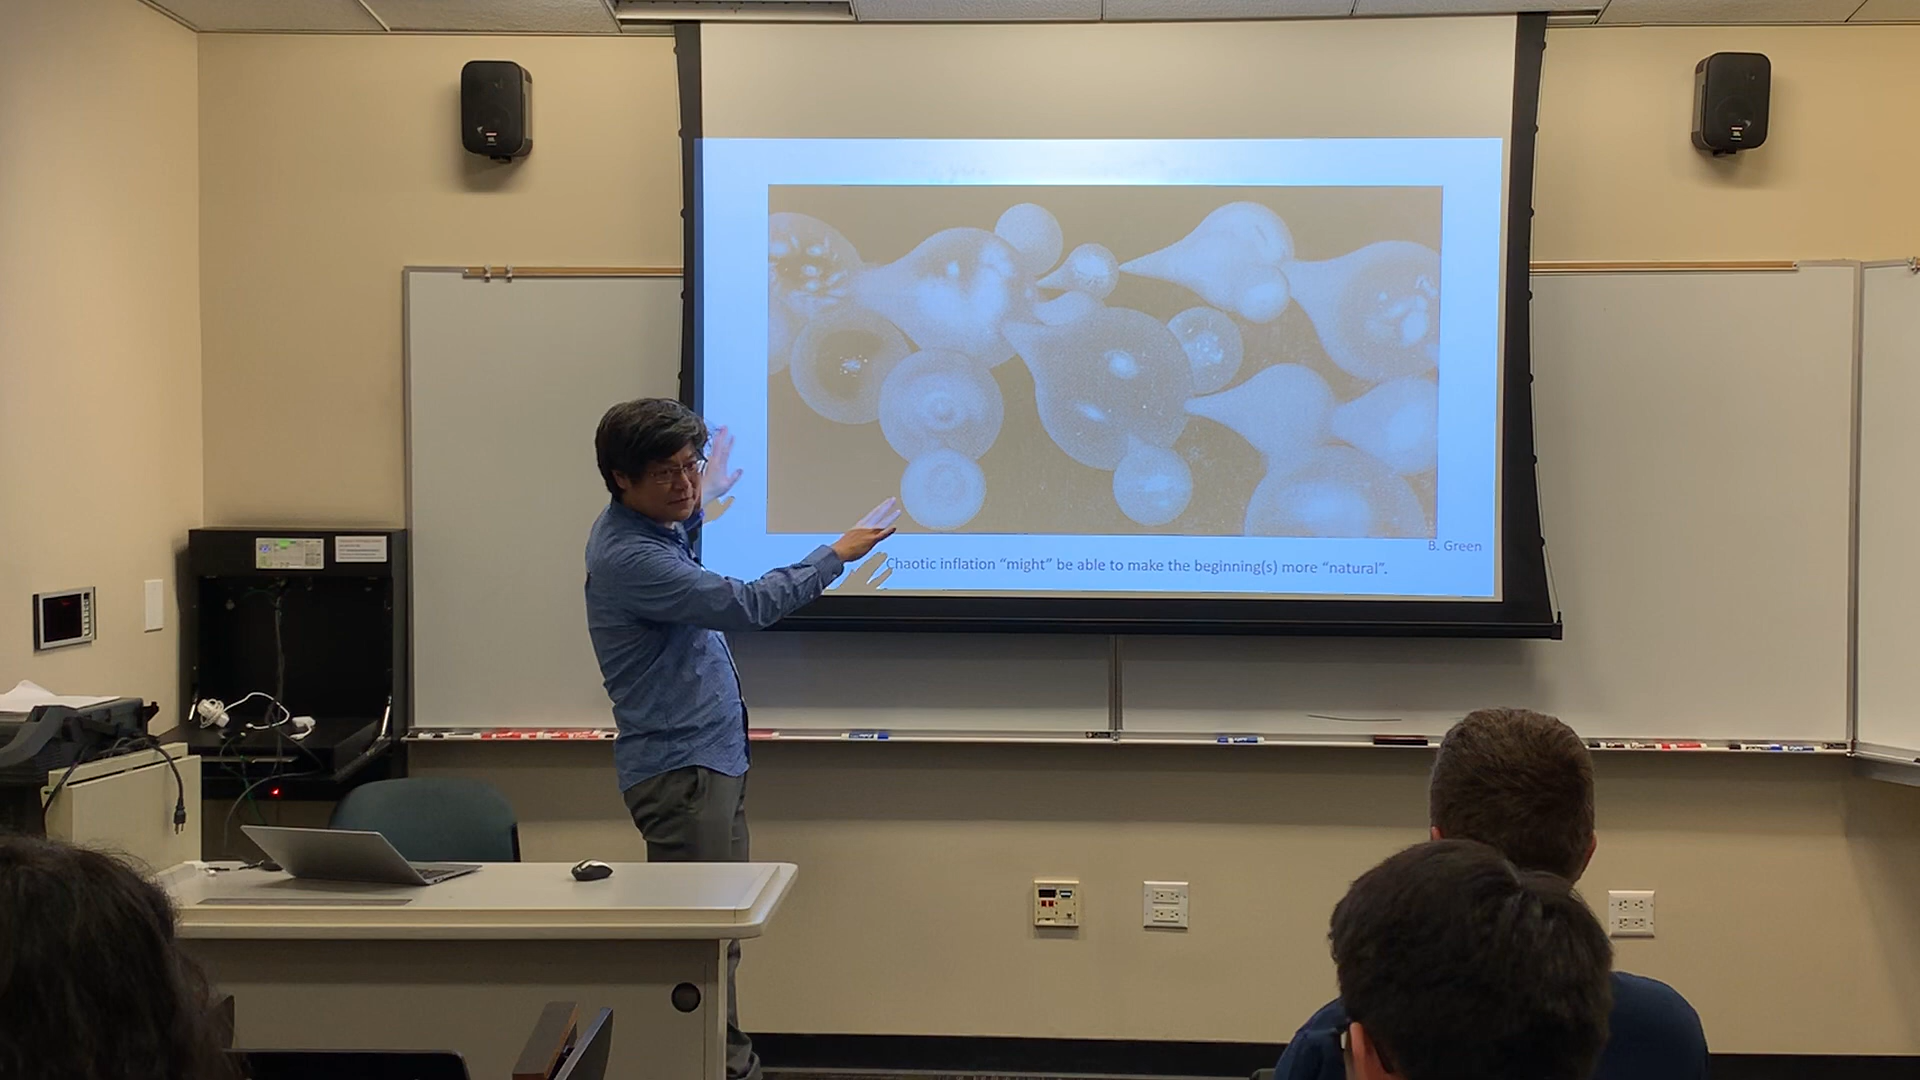 B. Green
Chaotic inflation “might” be able to make the beginning(s) more “natural”.